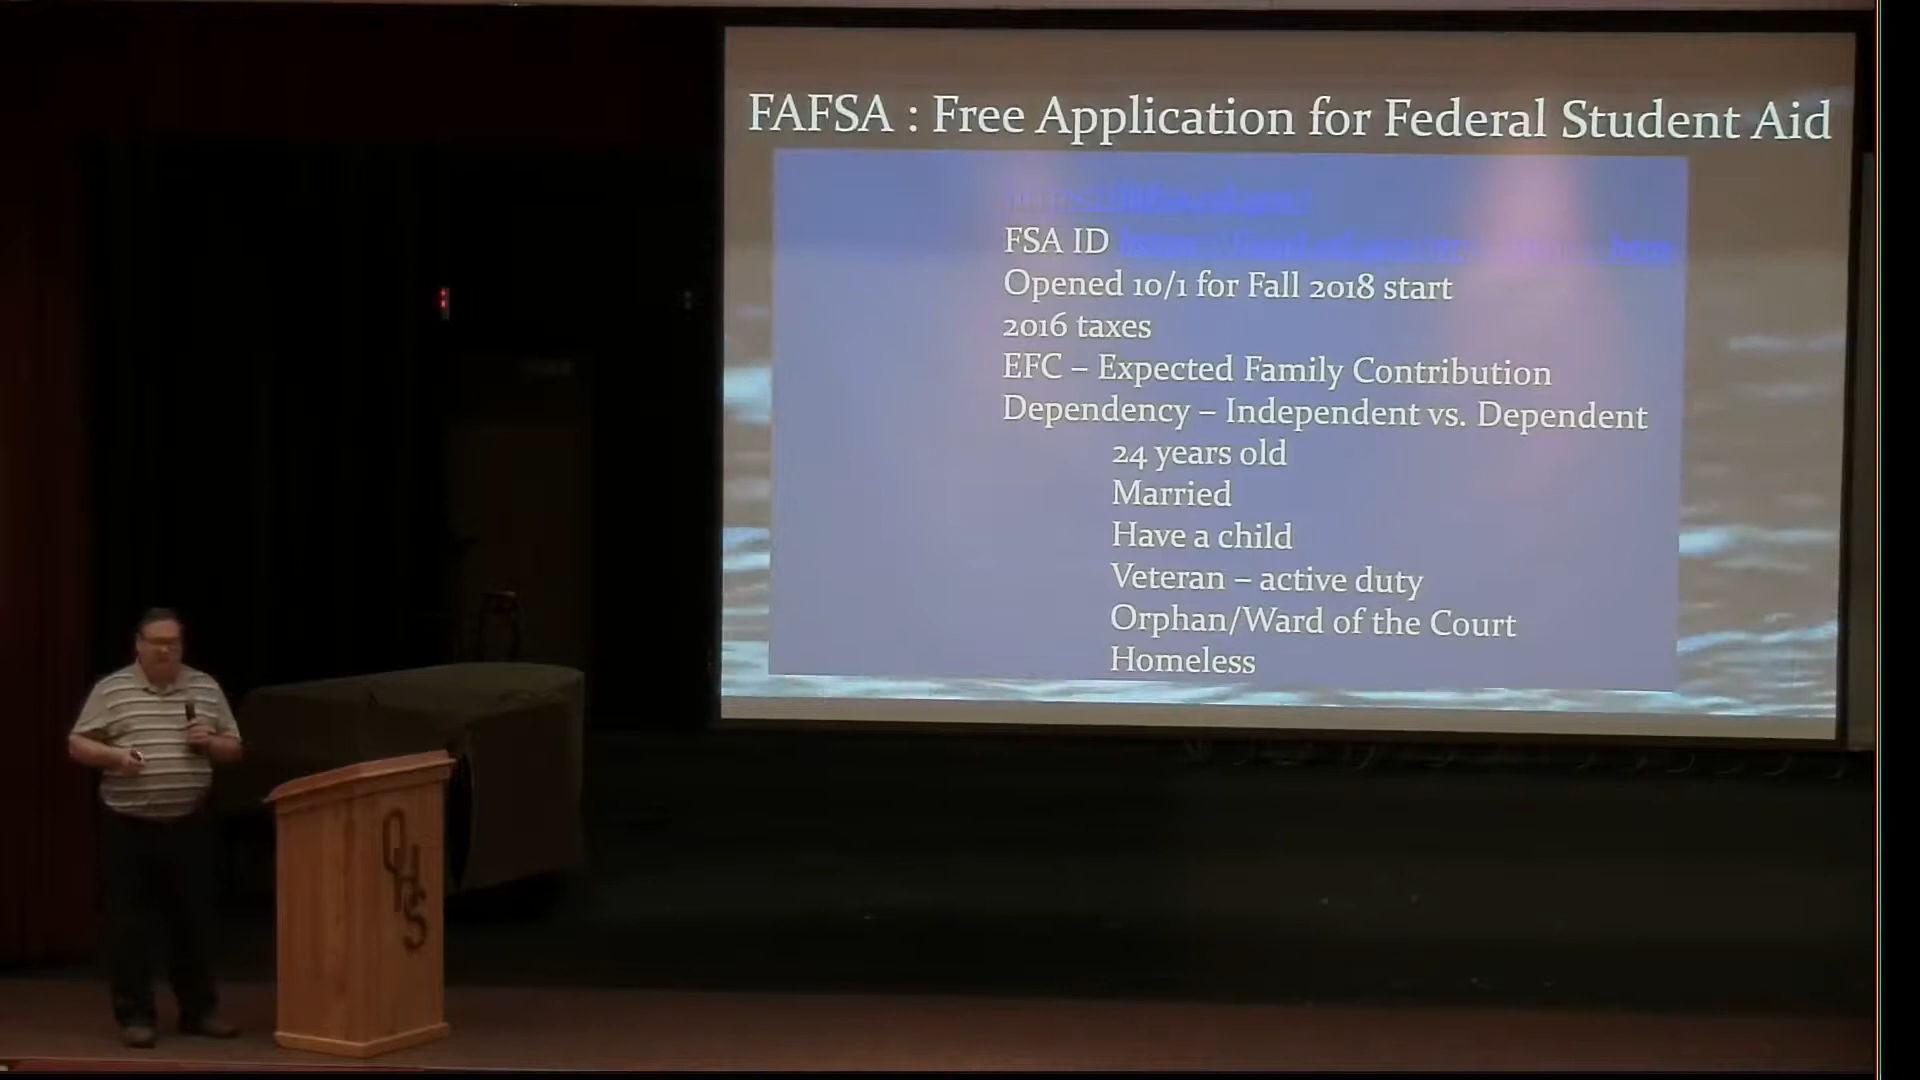 FAFSA : Free Application for Federal Student Aid
FSA ID
Opened 10/1 for Fall 2018 start
2016 taxes
EFC – Expected Family Contribution
Dependency – Independent vs. Dependent
24 years old
Married
Have a child
Veteran – active duty
Orphan/Ward of the Court
Homeless
QHS